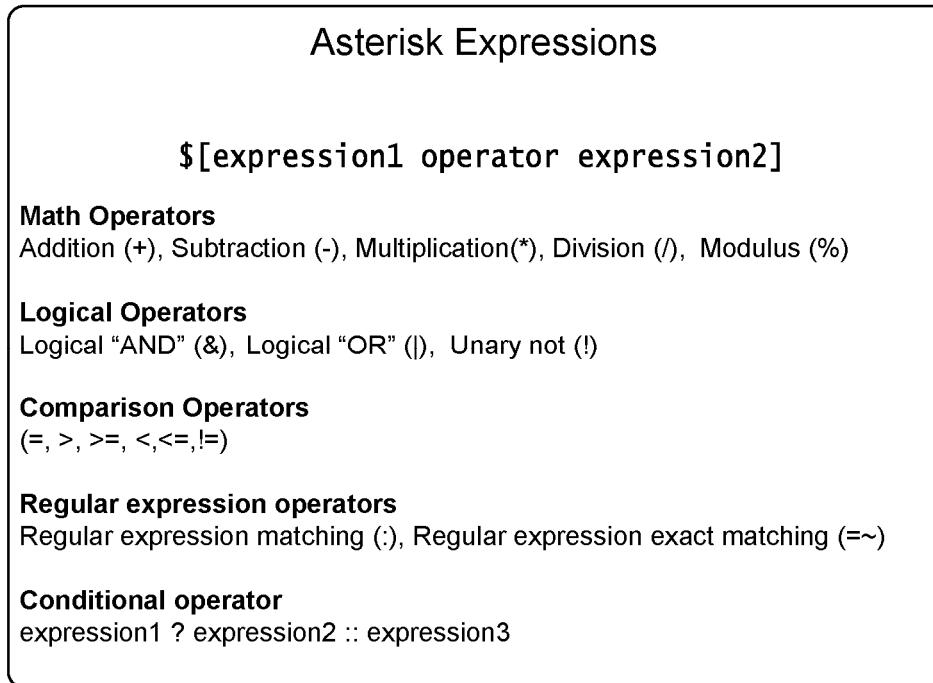 Asterisk Expressions
$[expression1 operator expression2]
Math Operators
Addition (+), Subtraction (-), Multiplication(*), Division (/), Modulus (%)
Logical Operators
Logical “AND” (&), Logical “OR” (|), Unary not (!)
Comparison Operators
(=, >, >=, <,<=,!=)
Regular expression operators
Regular expression matching (:), Regular expression exact matching (=~)
Conditional operator
expression1 ? expression2 :: expression3